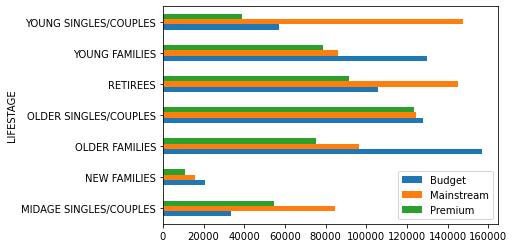 YOUNG SINGLES/COUPLES
YOUNG FAMILIES
RETIREES
OLDER SINGLES/COUPLES
OLDER FAMILIES
NEW FAMILIES
MIDAGE SINGLES/COUPLES
LIFESTAGE
Budget
Mainstream
Premium
0 20000 40000 60000 80000 100000 120000 140000 160000